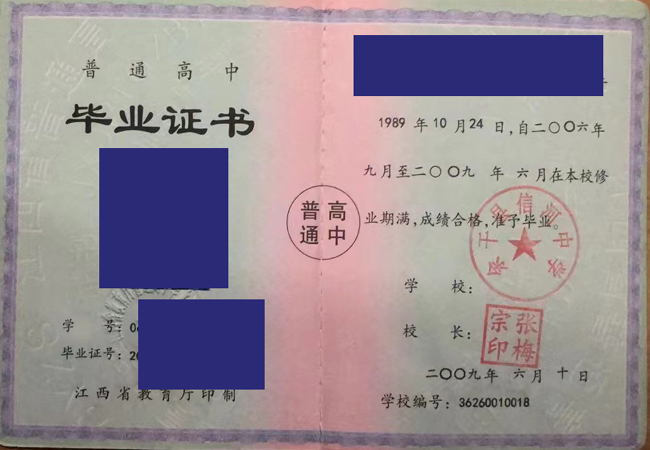 普通高中
毕业证书
学 号: 0
毕业证号: 20
江西省教育厅印制
普高
通中
1989 年 10 月 24 日,自二〇〇六年
九月至二〇〇九 年 六 月在本校修
业期满,成绩合格,准予毕业。
学 校:
校 长:
宗张
印梅
二〇〇九年 六 月 十 日
学校编号: 36260010018